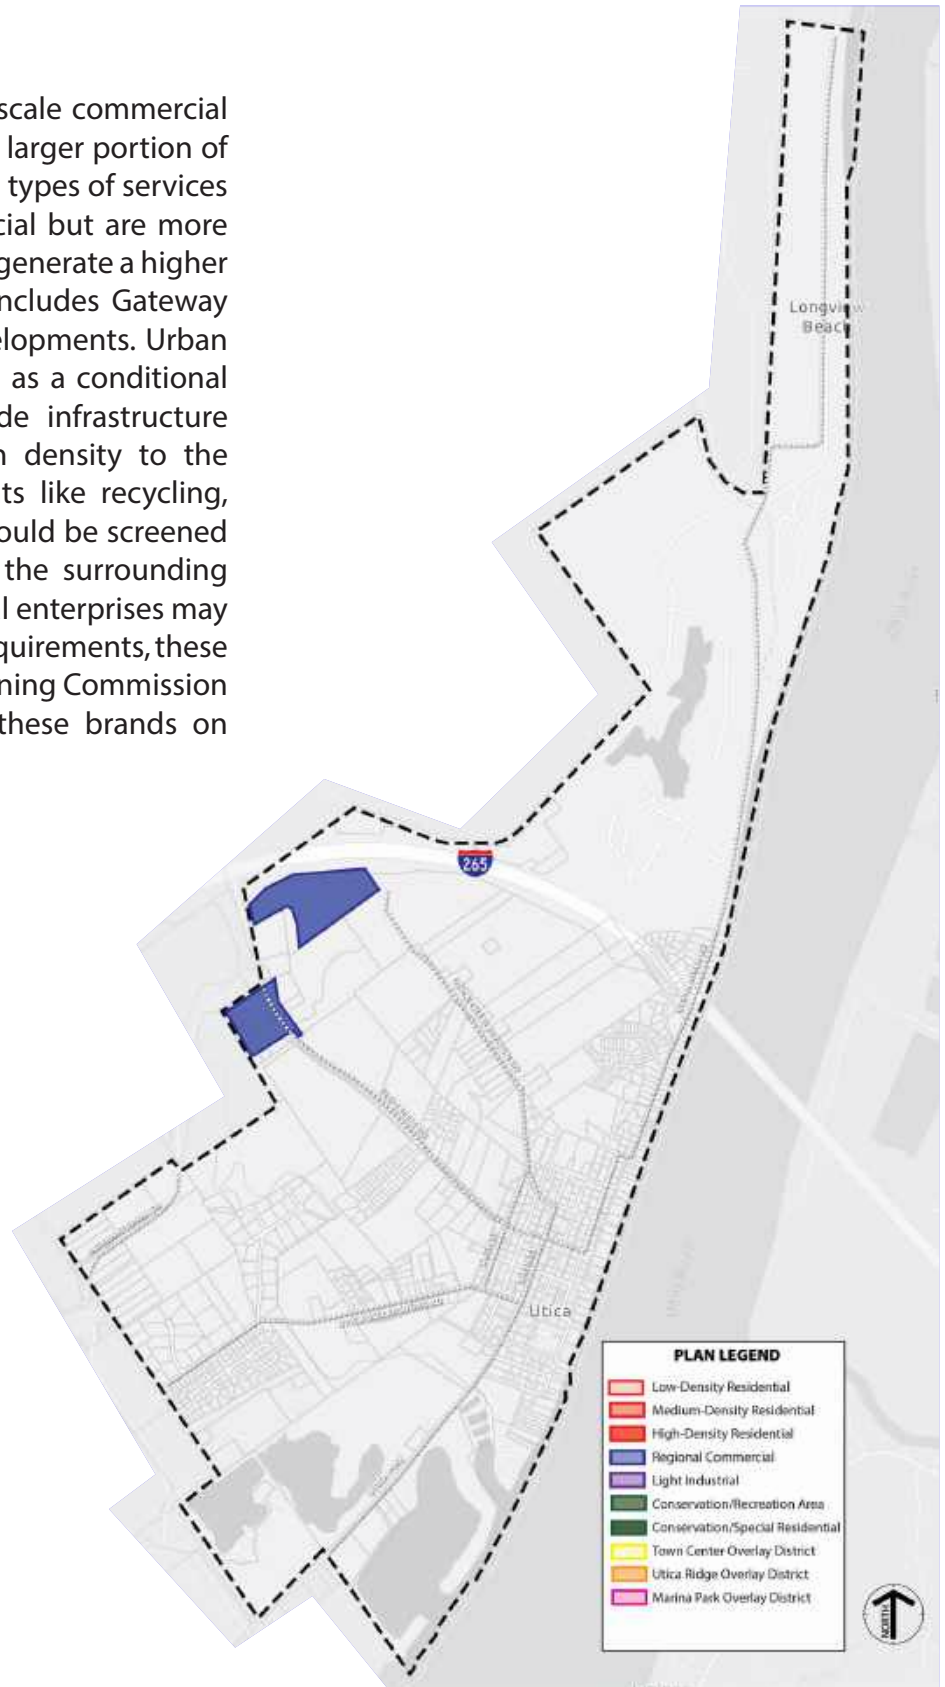 scale commercial
larger portion of
types of services
cial but are more
generate a higher
ncludes Gateway
elopments. Urban
as a conditional
de infrastructure
n density to the
ts like recycling,
ould be screened
the surrounding
l enterprises may
quirements, these
ning Commission
these brands on
Longview
Beach
265
Utica
PLAN LEGEND
Low-Density Residential
Medium-Density Residential
High-Density Residential
Regional Commercial
Light Industrial
Conservation/Recreation Area
Conservation/Special Residential
Town Center Overlay District
Utica Ridge Overlay District
Marina Park Overlay District
NORTH